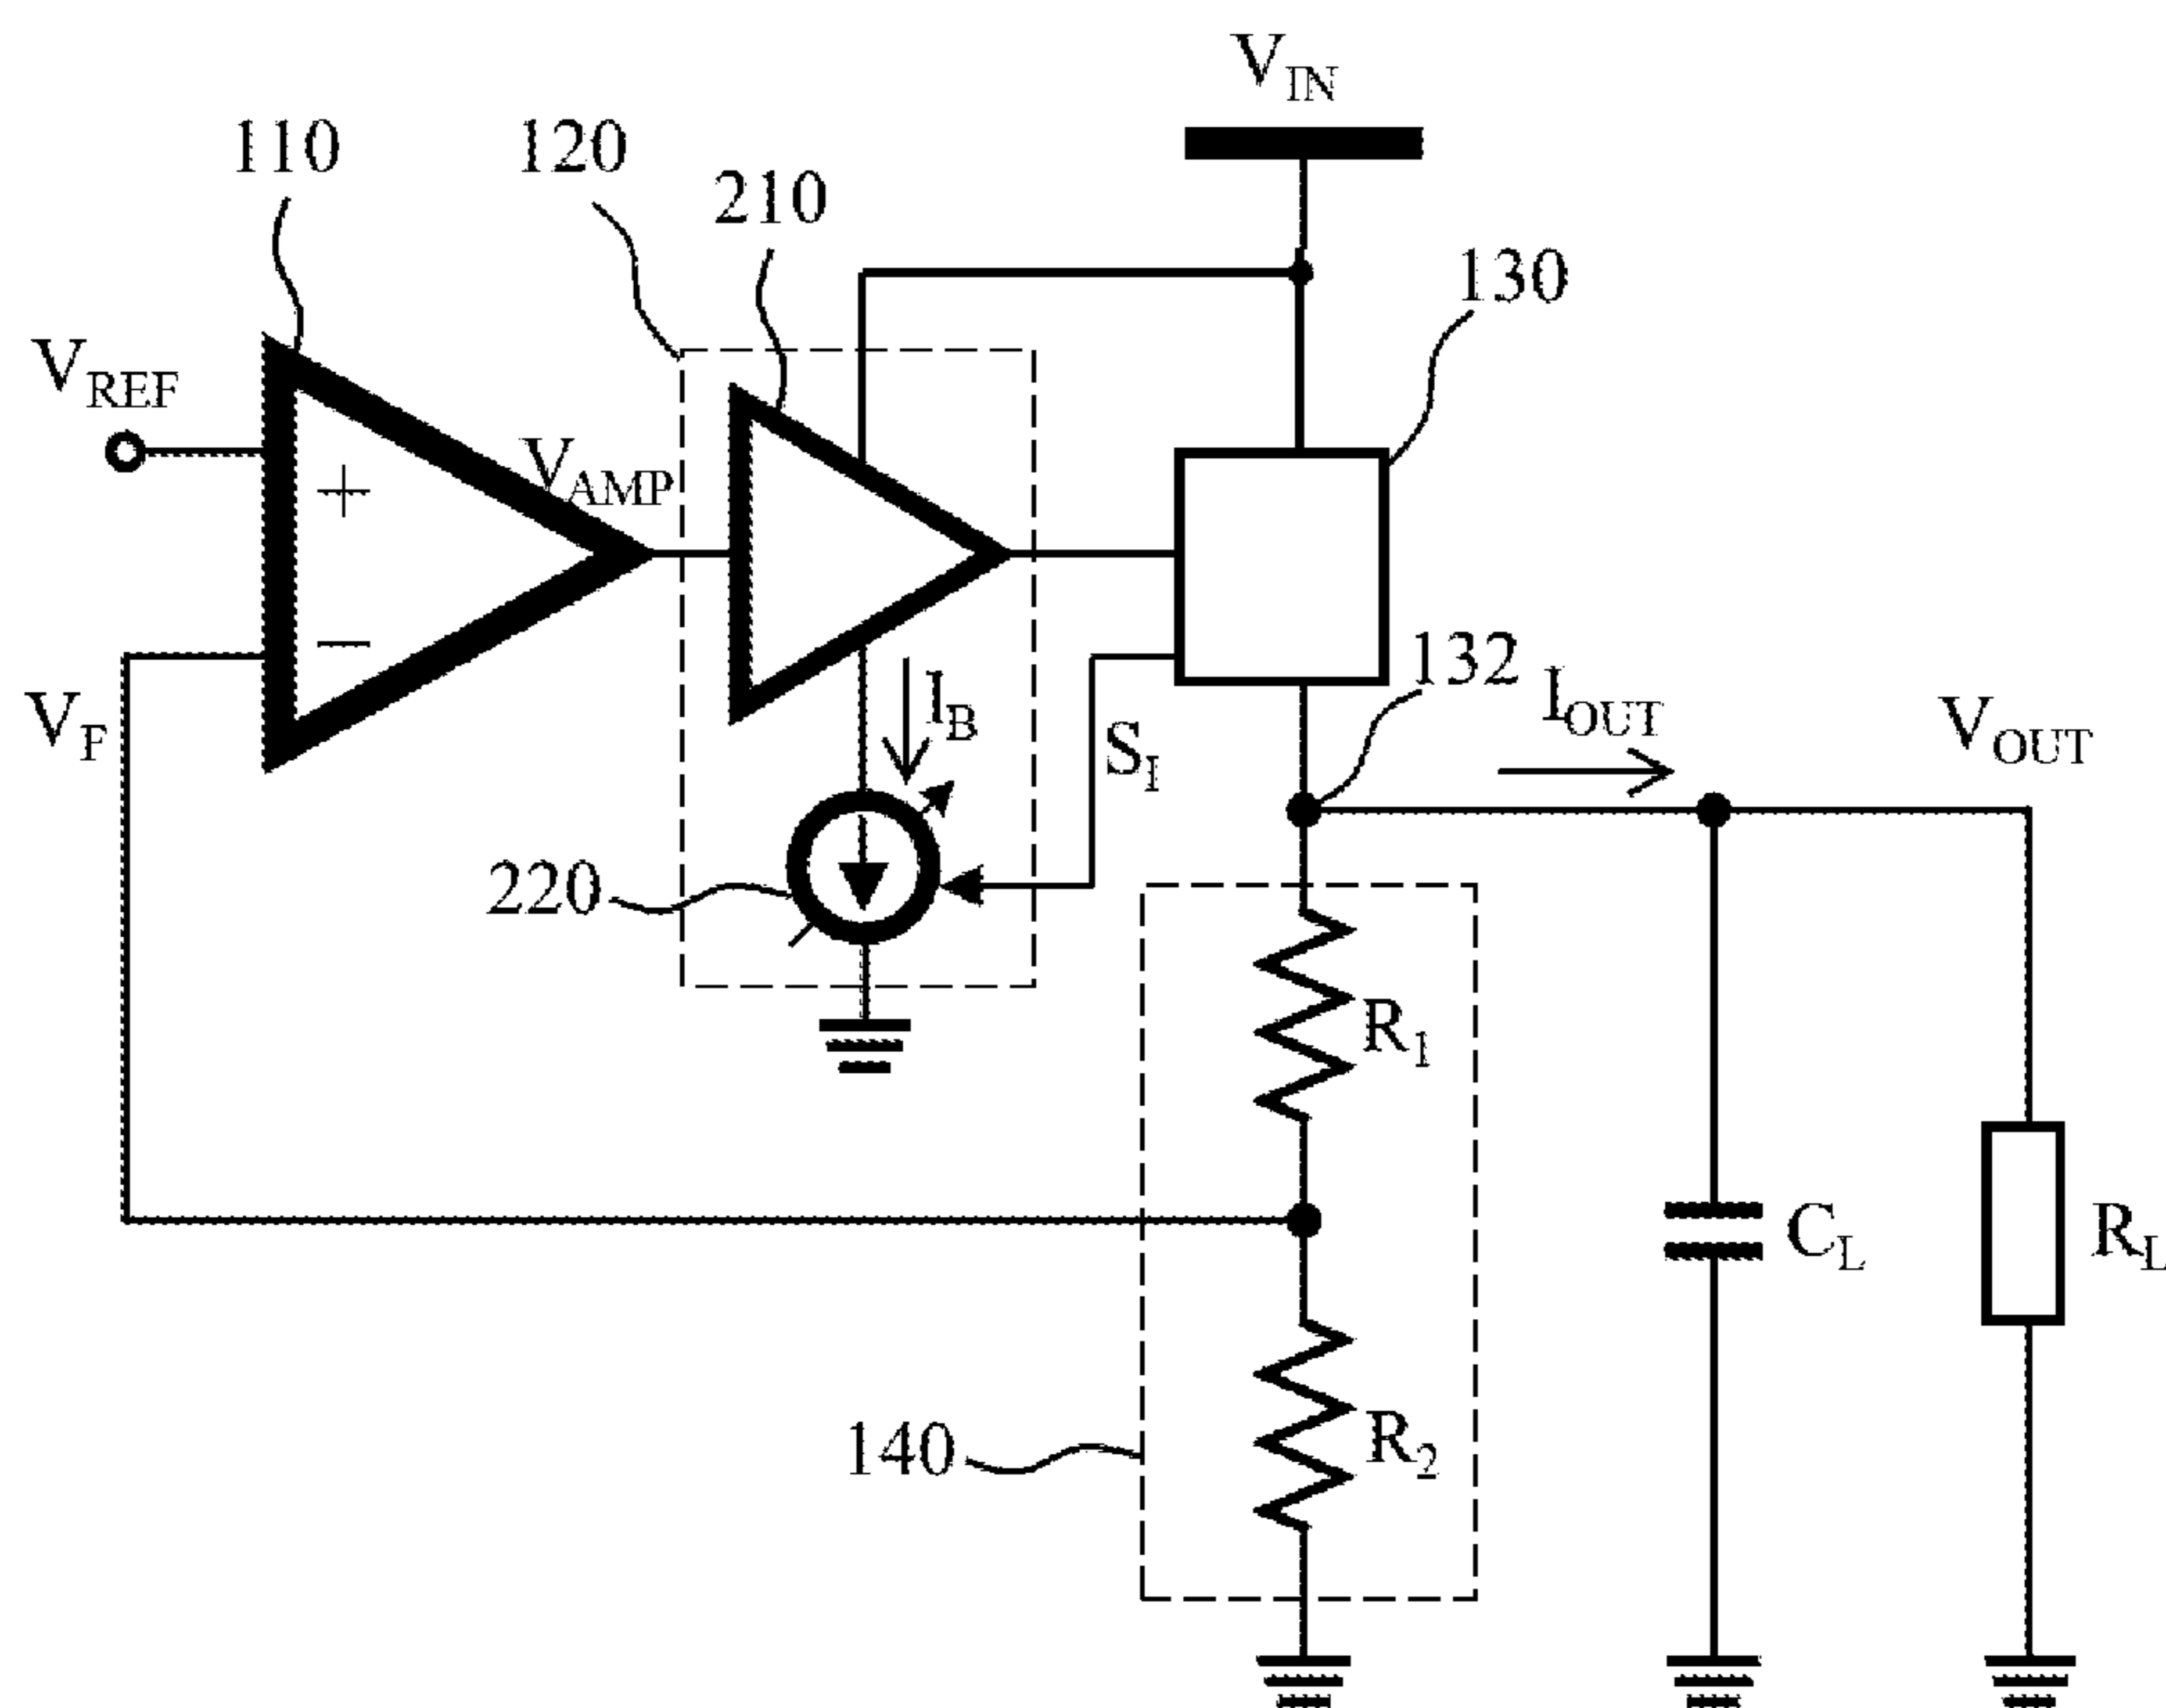 V_IN
110
120
210
130
V_REF
+
V_AMP
−
V_F
I_B
S_I
132
I_OUT
V_OUT
220
R_1
C_L
R_L
140
R_2